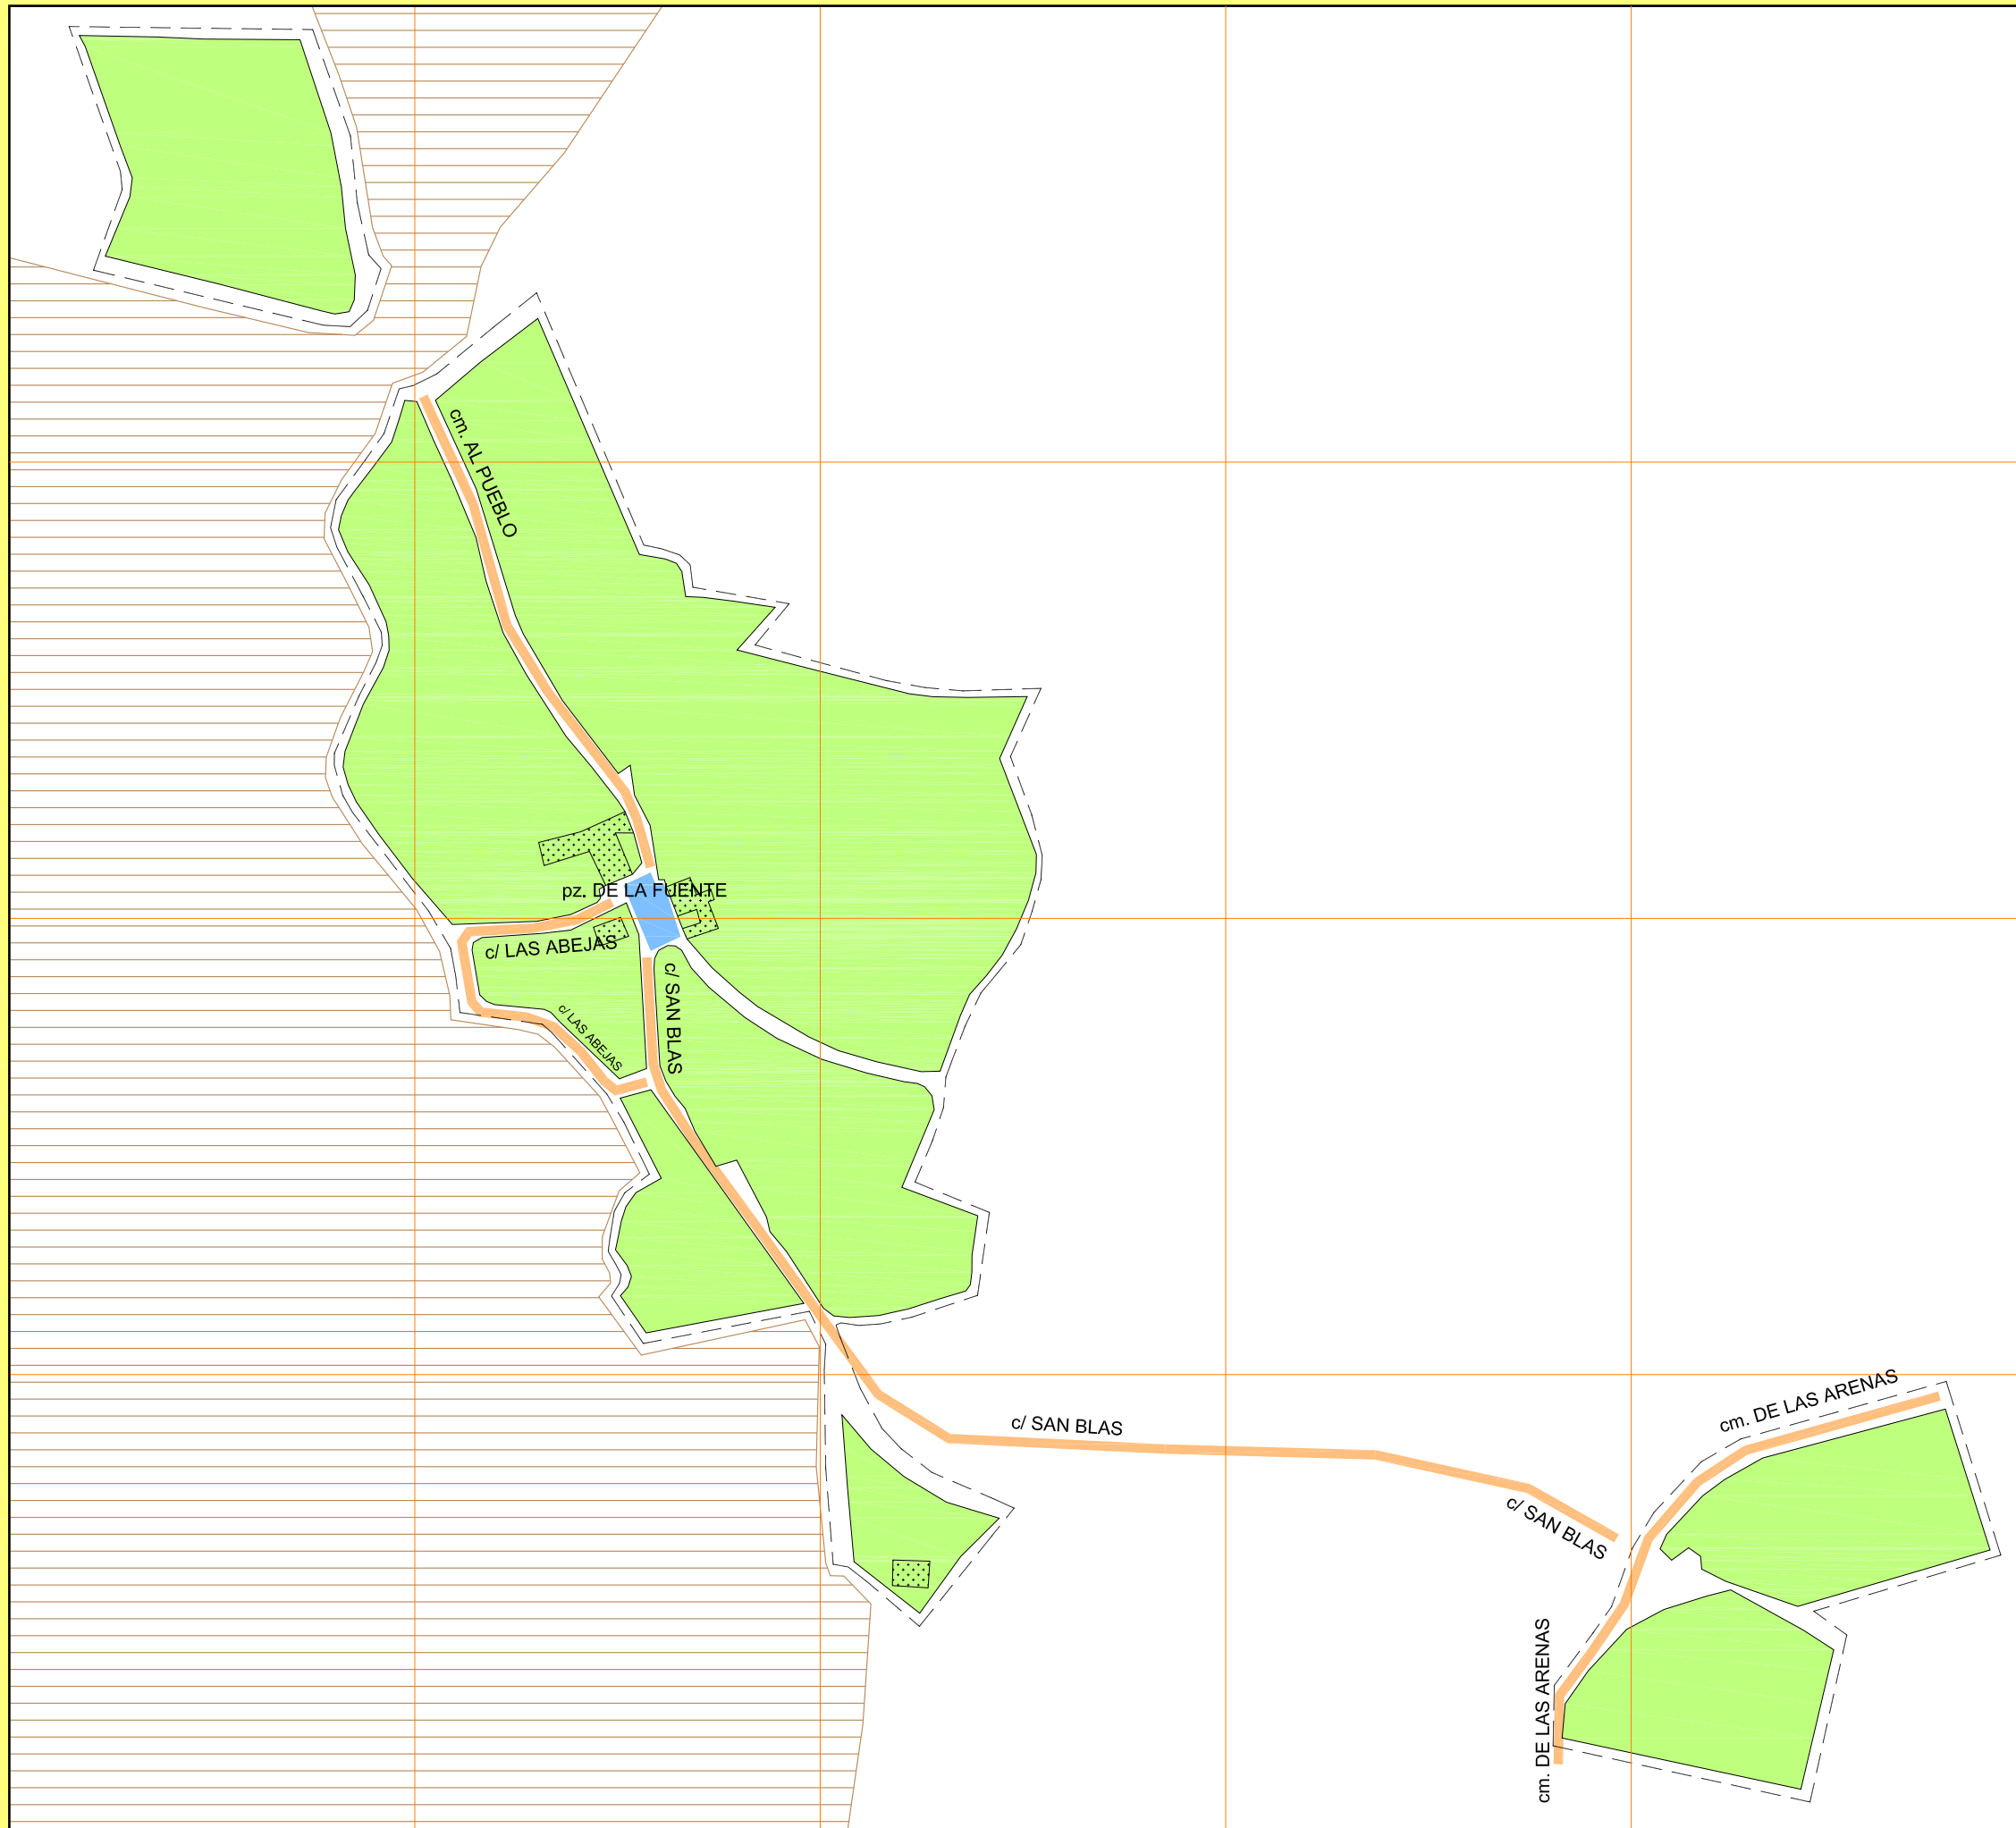 cm. AL PUEBLO
pz. DE LA FUENTE
c/ LAS ABEJAS
c/ SAN BLAS
c/ LAS ABEJAS
c/ SAN BLAS
cm. DE LAS ARENAS
c/ SAN BLAS
cm. DE LAS ARENAS